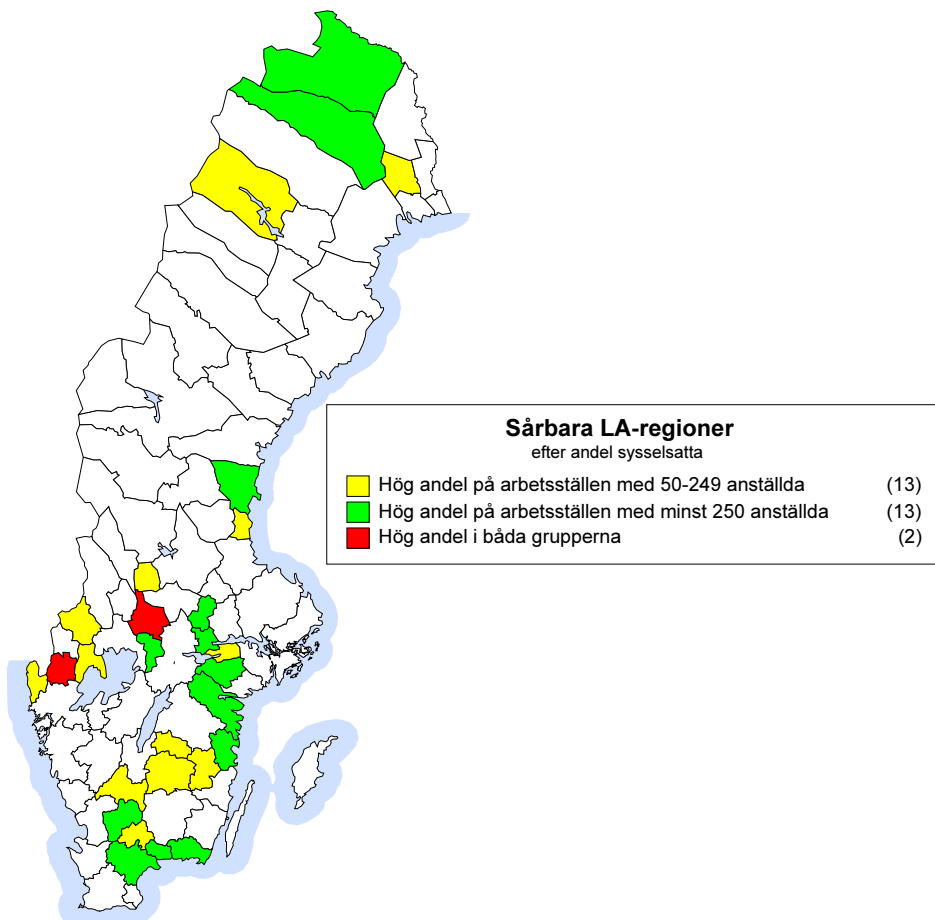 Sårbara LA-regioner
efter andel sysselsatta
Hög andel på arbetsställen med 50-249 anställda (13)
Hög andel på arbetsställen med minst 250 anställda (13)
Hög andel i båda grupperna (2)